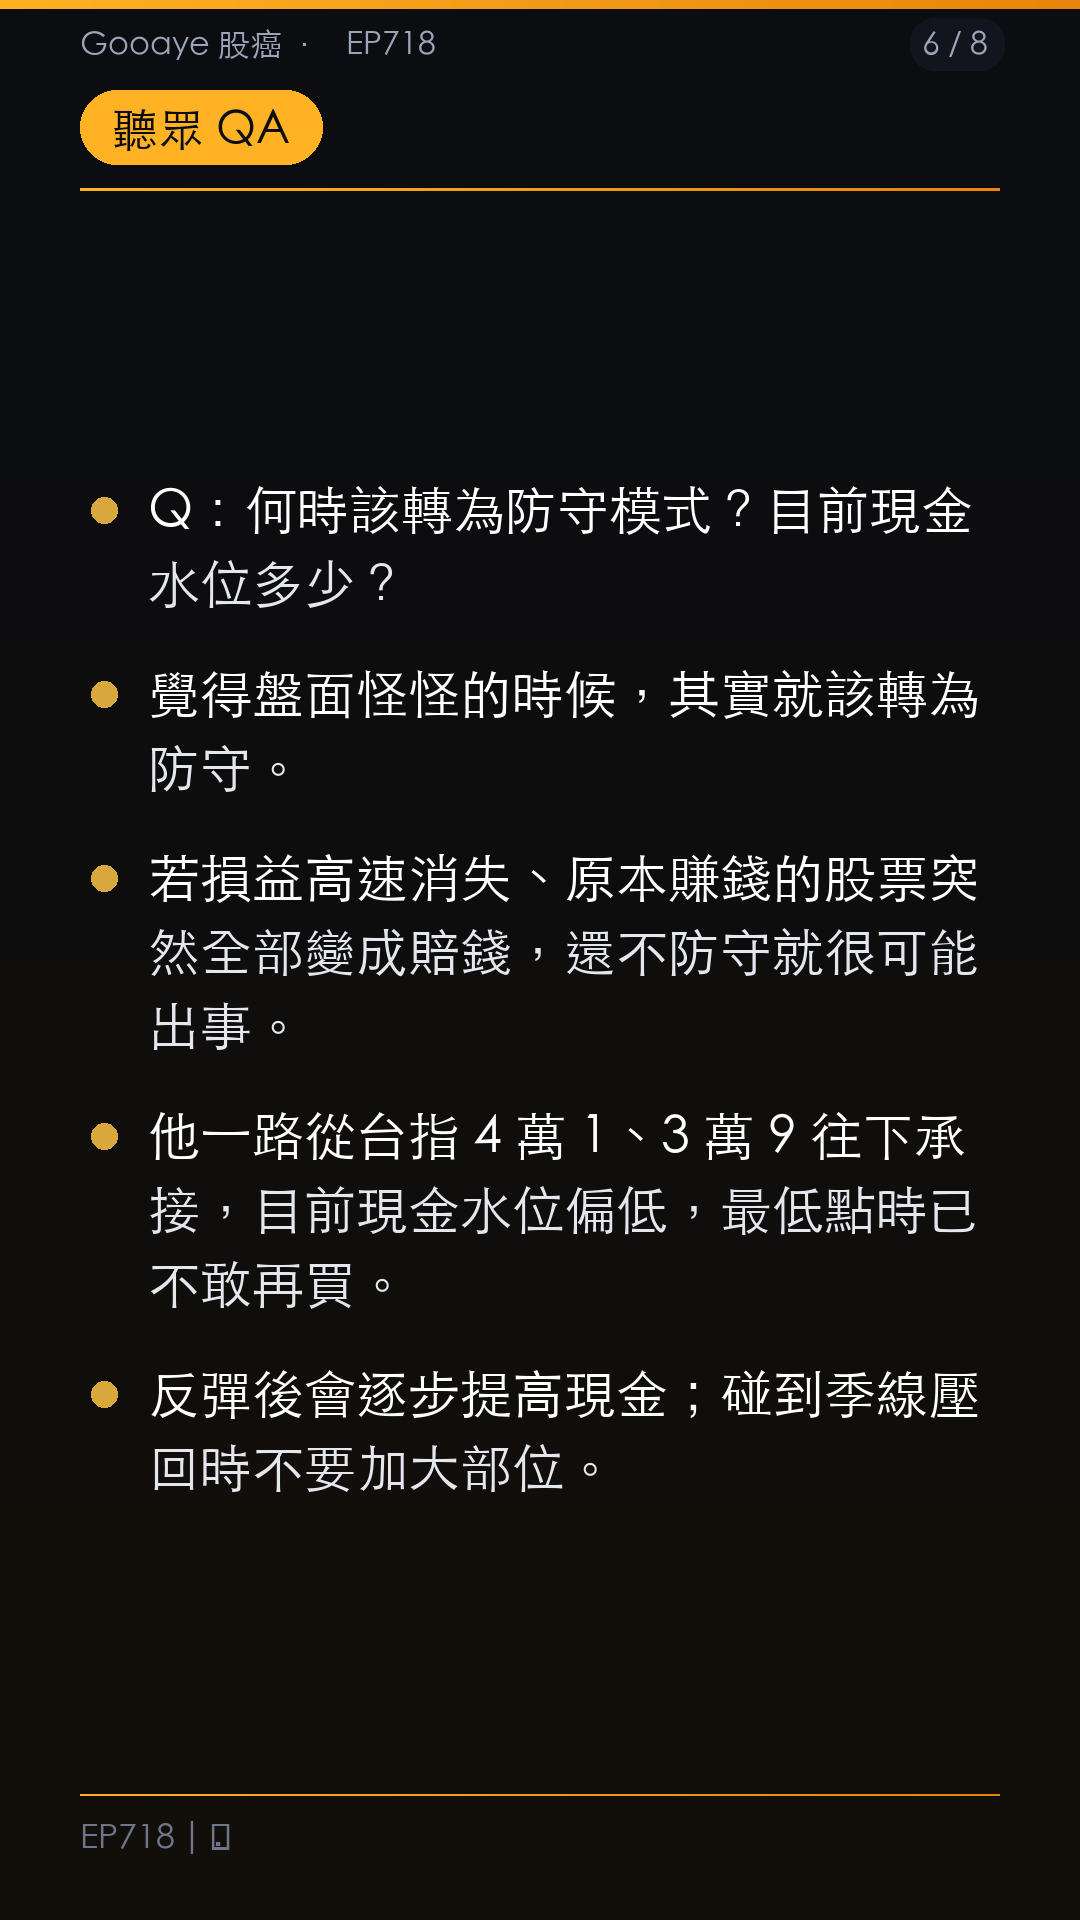 Gooaye 股癌 · EP718
6 / 8
聽眾 QA
Q：何時該轉為防守模式？目前現金
水位多少？
覺得盤面怪怪的時候，其實就該轉為
防守。
若損益高速消失、原本賺錢的股票突
然全部變成賠錢，還不防守就很可能
出事。
他一路從台指 4 萬 1、3 萬 9 往下承
接，目前現金水位偏低，最低點時已
不敢再買。
反彈後會逐步提高現金；碰到季線壓
回時不要加大部位。
EP718 |